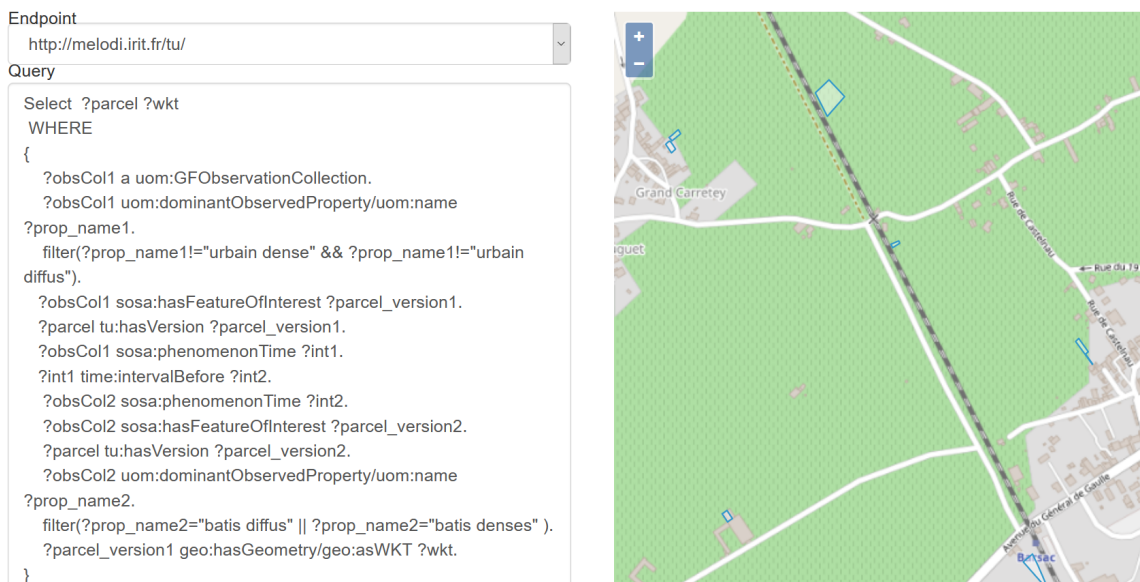 Endpoint
http://melodi.irit.fr/tu/
Query
Select ?parcel ?wkt
WHERE
{
?obsCol1 a uom:GFObservationCollection.
?obsCol1 uom:dominantObservedProperty/uom:name
?prop_name1.
filter(?prop_name1!="urbain dense" && ?prop_name1!="urbain
diffus").
?obsCol1 sosa:hasFeatureOfInterest ?parcel_version1.
?parcel tu:hasVersion ?parcel_version1.
?obsCol1 sosa:phenomenonTime ?int1.
?int1 time:intervalBefore ?int2.
?obsCol2 sosa:phenomenonTime ?int2.
?obsCol2 sosa:hasFeatureOfInterest ?parcel_version2.
?parcel tu:hasVersion ?parcel_version2.
?obsCol2 uom:dominantObservedProperty/uom:name
?prop_name2.
filter(?prop_name2="batis diffus" || ?prop_name2="batis denses" ).
?parcel_version1 geo:hasGeometry/geo:asWKT ?wkt.
}
+
−
Grand Carretey
guet
Rue de Castelnau
Rue du 19
Rue de Castelnau
Avenue du Général de Gaulle
Barsac